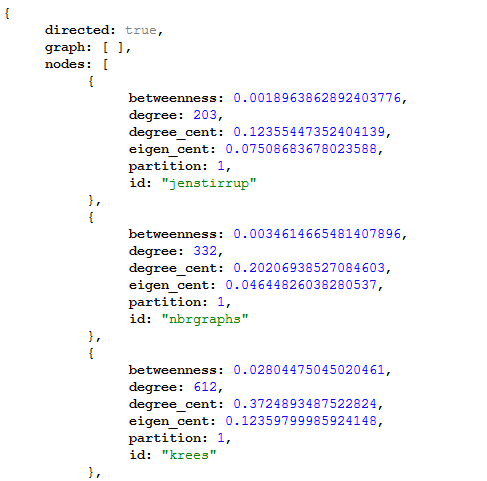 {
directed: true,
graph: [ ],
nodes: [
{
betweenness: 0.0018963862892403776,
degree: 203,
degree_cent: 0.12355447352404139,
eigen_cent: 0.07508683678023588,
partition: 1,
id: "jenstirrup"
},
{
betweenness: 0.0034614665481407896,
degree: 332,
degree_cent: 0.20206938527084603,
eigen_cent: 0.04644826038280537,
partition: 1,
id: "nbrgraphs"
},
{
betweenness: 0.02804475045020461,
degree: 612,
degree_cent: 0.3724893487522824,
eigen_cent: 0.12359799985924148,
partition: 1,
id: "krees"
},